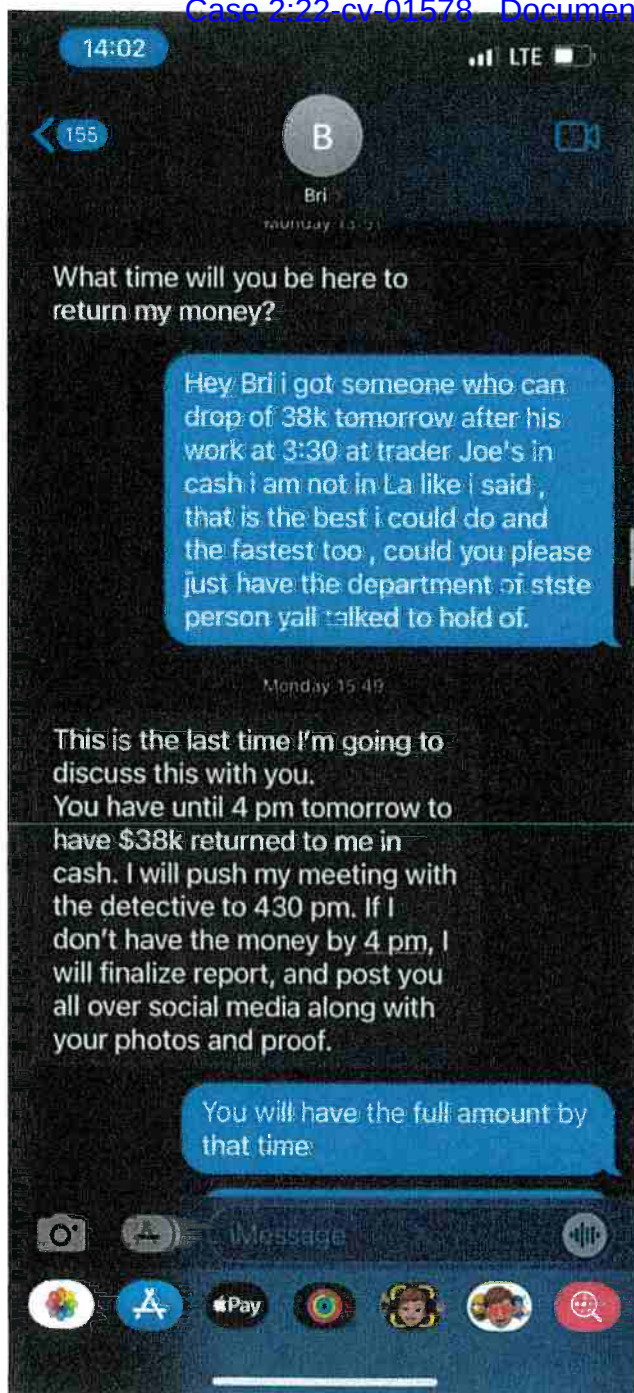 Case 2:22-cv-01578 Documen
14:02
LTE
155
B
Bri
Monday
What time will you be here to
return my money?
Hey Bri i got someone who can
drop of 38k tomorrow after his
work at 3:30 at trader Joe's in
cash i am not in La like i said ,
that is the best i could do and
the fastest too , could you please
just have the department of stste
person yall talked to hold of.
Monday 15:49
This is the last time I'm going to
discuss this with you.
You have until 4 pm tomorrow to
have $38k returned to me in
cash. I will push my meeting with
the detective to 430 pm. If I
don't have the money by 4 pm, I
will finalize report, and post you
all over social media along with
your photos and proof.
You will have the full amount by
that time
iMessage
Pay